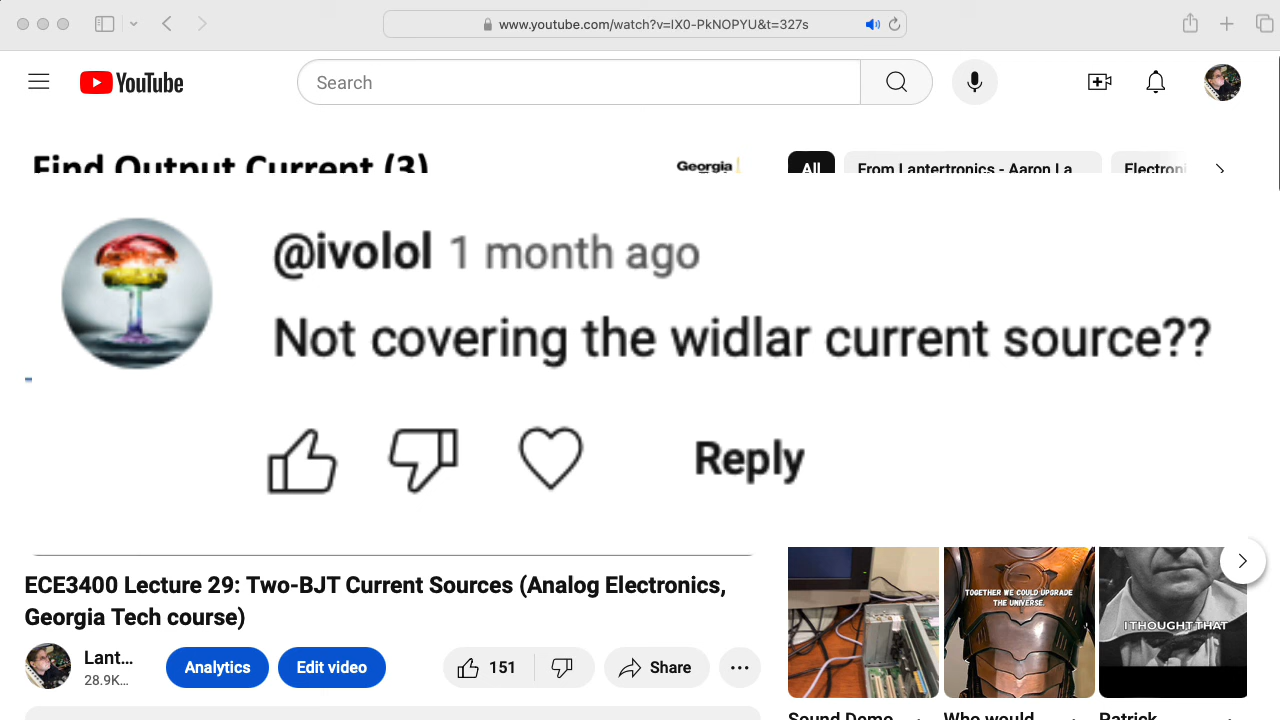 www.youtube.com/watch?v=lX0-PkNOPYU&t=327s
YouTube
Search
Find Output Current (3)
Georgia
All
From Lantertronics - Aaron La
Electroni
@ivolol 1 month ago
Not covering the widlar current source??
Reply
ECE3400 Lecture 29: Two-BJT Current Sources (Analog Electronics,
Georgia Tech course)
Lant...
28.9K...
Analytics
Edit video
151
Share
TOGETHER WE COULD UPGRADE
THE UNIVERSE.
I THOUGHT THAT
Sound Demo
Who would
Patrick